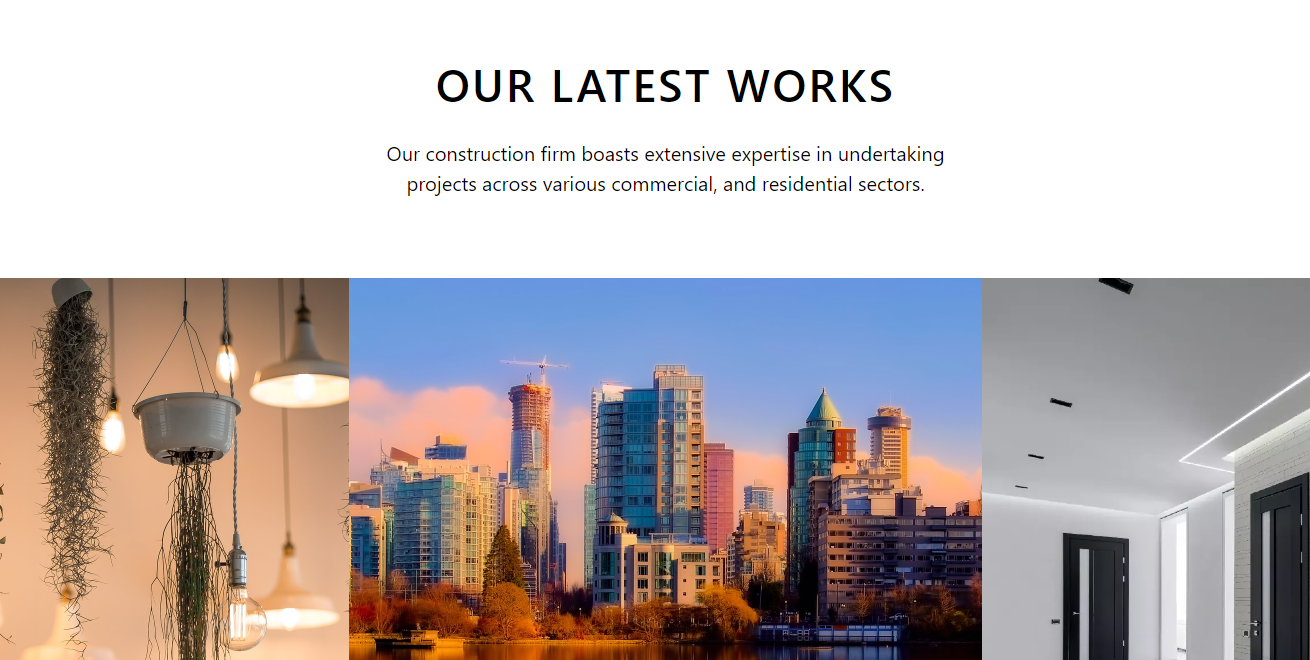 OUR LATEST WORKS
Our construction firm boasts extensive expertise in undertaking
projects across various commercial, and residential sectors.